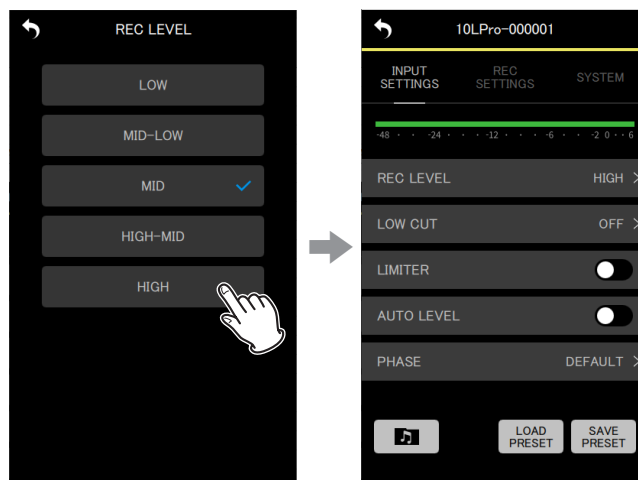 REC LEVEL
LOW
MID-LOW
MID
HIGH-MID
HIGH
10LPro-000001
INPUT
SETTINGS
REC
SETTINGS
SYSTEM
-48 · · -24 · · -12 · · · -6 · · -2 0 · · 6
REC LEVEL HIGH >
LOW CUT OFF >
LIMITER
AUTO LEVEL
PHASE DEFAULT >
LOAD
PRESET
SAVE
PRESET